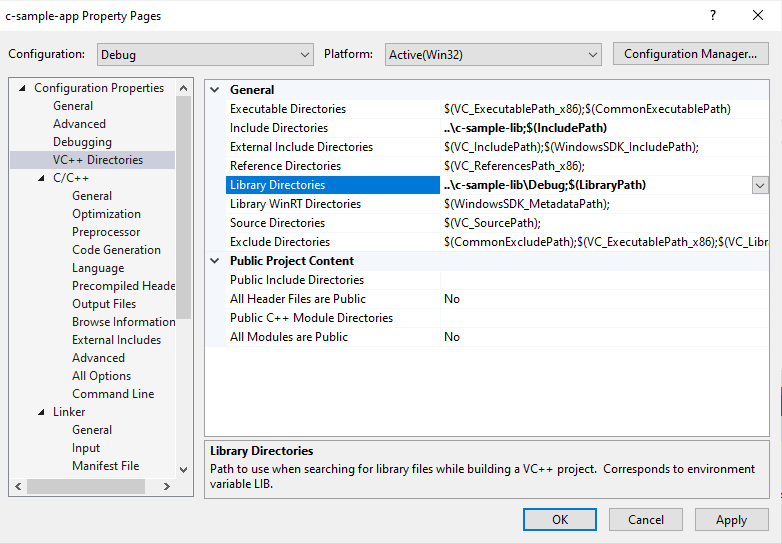 c-sample-app Property Pages
Configuration: Debug Platform: Active(Win32) Configuration Manager...
Configuration Properties
General
Advanced
Debugging
VC++ Directories
C/C++
General
Optimization
Preprocessor
Code Generation
Language
Precompiled Heade
Output Files
Browse Information
External Includes
Advanced
All Options
Command Line
Linker
General
Input
Manifest File
General
Executable Directories $(VC_ExecutablePath_x86);$(CommonExecutablePath)
Include Directories ..\c-sample-lib;$(IncludePath)
External Include Directories $(VC_IncludePath);$(WindowsSDK_IncludePath);
Reference Directories $(VC_ReferencesPath_x86);
Library Directories ..\c-sample-lib\Debug;$(LibraryPath)
Library WinRT Directories $(WindowsSDK_MetadataPath);
Source Directories $(VC_SourcePath);
Exclude Directories $(CommonExcludePath);$(VC_ExecutablePath_x86);$(VC_Libr
Public Project Content
Public Include Directories
All Header Files are Public No
Public C++ Module Directories
All Modules are Public No
Library Directories
Path to use when searching for library files while building a VC++ project. Corresponds to environment
variable LIB.
OK Cancel Apply